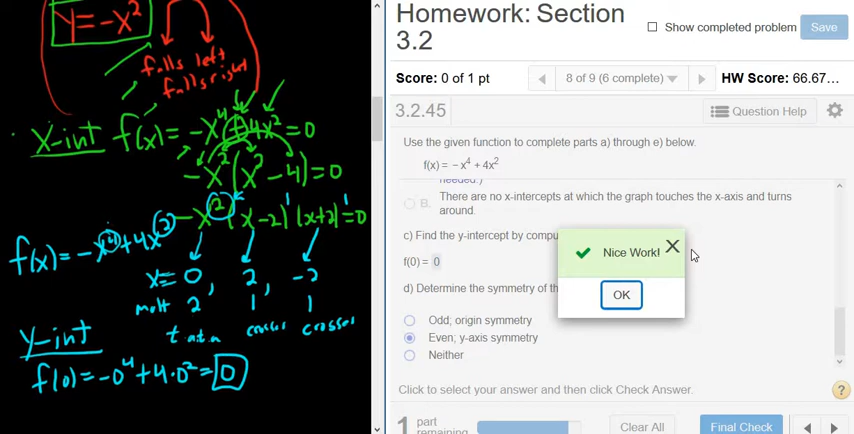 Y=-x²
falls left
falls right
X-int f(x)= -x⁴+4x²=0
-x²(x²-4)=0
-x²(x-2)¹(x+2)¹=0
f(x)=-x⁴+4x²
x= 0, 2, -2
mult 2 1 1
t.a.t.a crosses crosses
Y-int
f(0)=-0⁴+4·0²=0
Homework: Section
3.2
Show completed problem
Save
Score: 0 of 1 pt
8 of 9 (6 complete)
HW Score: 66.67...
3.2.45
Question Help
Use the given function to complete parts a) through e) below.
f(x) = -x⁴ + 4x²
needed.)
B. There are no x-intercepts at which the graph touches the x-axis and turns
around.
c) Find the y-intercept by compu
f(0) = 0
Nice Work!
OK
d) Determine the symmetry of th
Odd; origin symmetry
Even; y-axis symmetry
Neither
Click to select your answer and then click Check Answer.
?
1 part
remaining
Clear All
Final Check